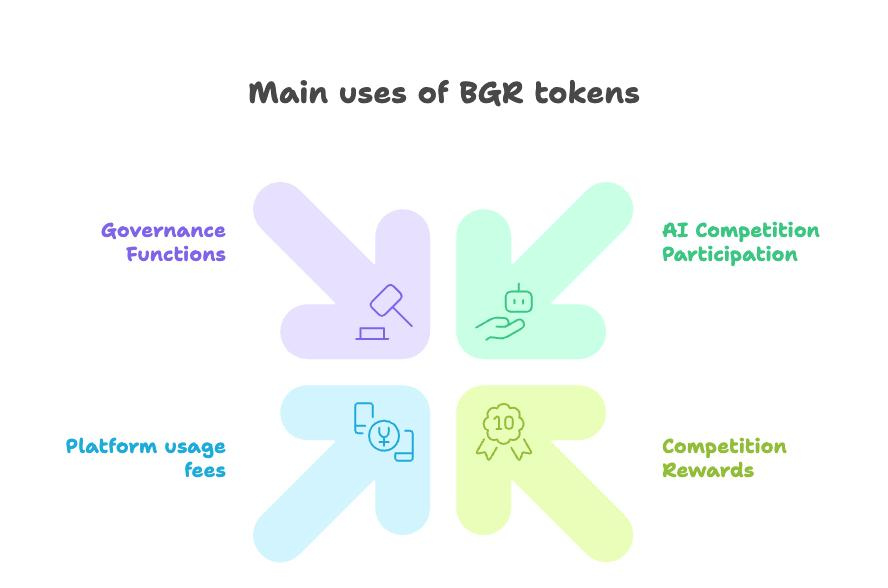 Main uses of BGR tokens
Governance
Functions
AI Competition
Participation
Platform usage
fees
¥
10
Competition
Rewards